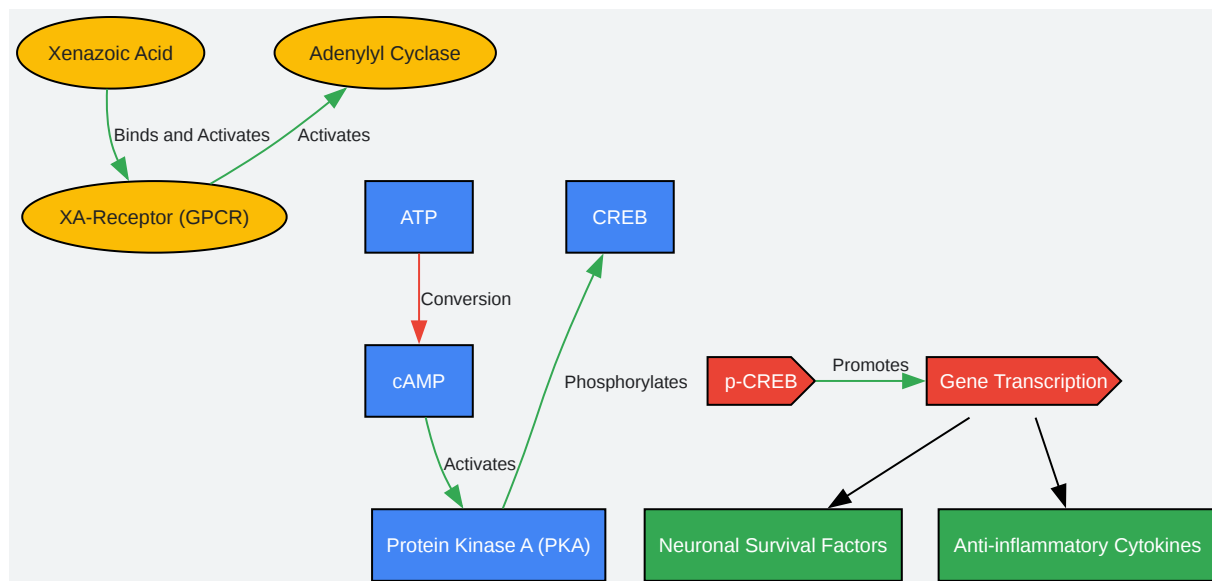 Xenazoic Acid
Adenylyl Cyclase
Binds and Activates
Activates
XA-Receptor (GPCR)
ATP
CREB
Conversion
cAMP
Phosphorylates
p-CREB
Promotes
Gene Transcription
Activates
Protein Kinase A (PKA)
Neuronal Survival Factors
Anti-inflammatory Cytokines